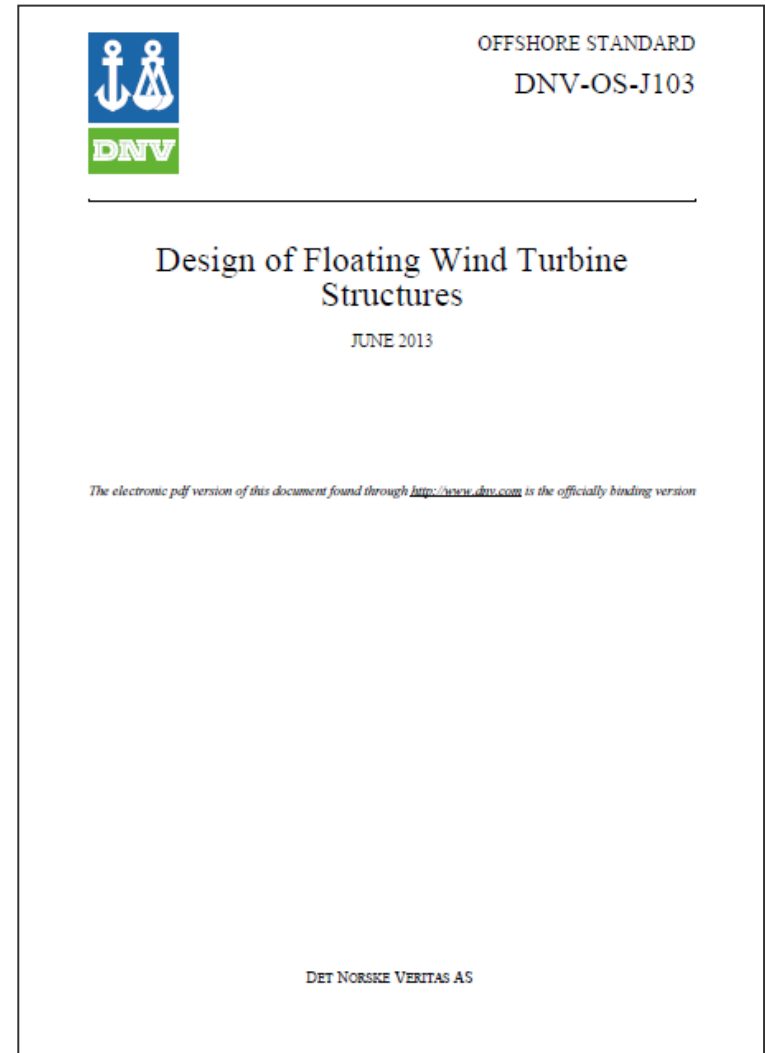 OFFSHORE STANDARD
DNV-OS-J103
DNV
Design of Floating Wind Turbine
Structures
JUNE 2013
The electronic pdf version of this document found through http://www.dnv.com is the officially binding version
DET NORSKE VERITAS AS